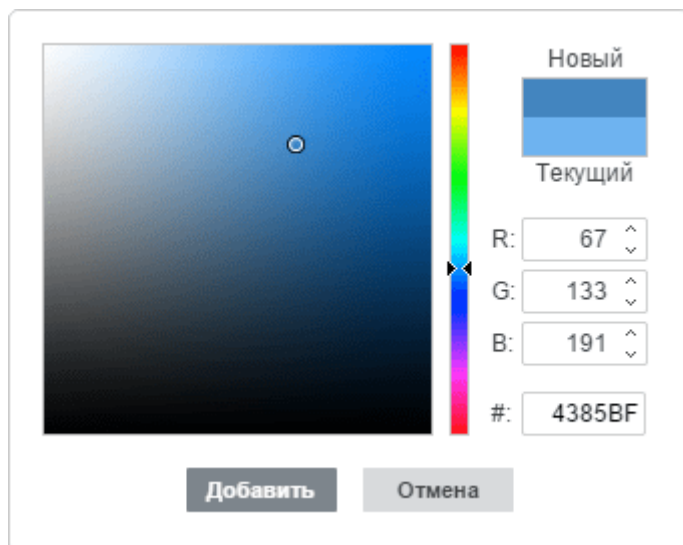 Новый
Текущий
R: 67
G: 133
B: 191
#: 4385BF
Добавить Отмена